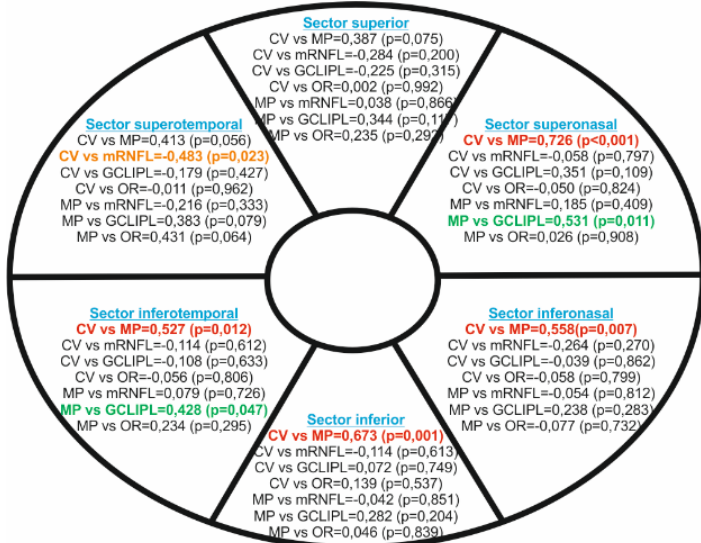 Sector superior
CV vs MP=0,387 (p=0,075)
CV vs mRNFL=-0,284 (p=0,200)
CV vs GCLIPL=-0,225 (p=0,315)
CV vs OR=0,002 (p=0,992)
MP vs mRNFL=0,038 (p=0,866)
MP vs GCLIPL=0,344 (p=0,117)
MP vs OR=0,235 (p=0,292)
Sector superotemporal
CV vs MP=0,413 (p=0,056)
CV vs mRNFL=-0,483 (p=0,023)
CV vs GCLIPL=-0,179 (p=0,427)
CV vs OR=-0,011 (p=0,962)
MP vs mRNFL=-0,216 (p=0,333)
MP vs GCLIPL=0,383 (p=0,079)
MP vs OR=0,431 (p=0,064)
Sector superonasal
CV vs MP=0,726 (p<0,001)
CV vs mRNFL=-0,058 (p=0,797)
CV vs GCLIPL=0,351 (p=0,109)
CV vs OR=-0,050 (p=0,824)
MP vs mRNFL=0,185 (p=0,409)
MP vs GCLIPL=0,531 (p=0,011)
MP vs OR=0,026 (p=0,908)
Sector inferotemporal
CV vs MP=0,527 (p=0,012)
CV vs mRNFL=-0,114 (p=0,612)
CV vs GCLIPL=-0,108 (p=0,633)
CV vs OR=-0,056 (p=0,806)
MP vs mRNFL=0,079 (p=0,726)
MP vs GCLIPL=0,428 (p=0,047)
MP vs OR=0,234 (p=0,295)
Sector inferonasal
CV vs MP=0,558(p=0,007)
CV vs mRNFL=-0,264 (p=0,270)
CV vs GCLIPL=-0,039 (p=0,862)
CV vs OR=-0,058 (p=0,799)
MP vs mRNFL=-0,054 (p=0,812)
MP vs GCLIPL=0,238 (p=0,283)
MP vs OR=-0,077 (p=0,732)
Sector inferior
CV vs MP=0,673 (p=0,001)
CV vs mRNFL=-0,114 (p=0,613)
CV vs GCLIPL=0,072 (p=0,749)
CV vs OR=0,139 (p=0,537)
MP vs mRNFL=-0,042 (p=0,851)
MP vs GCLIPL=0,282 (p=0,204)
MP vs OR=0,046 (p=0,839)